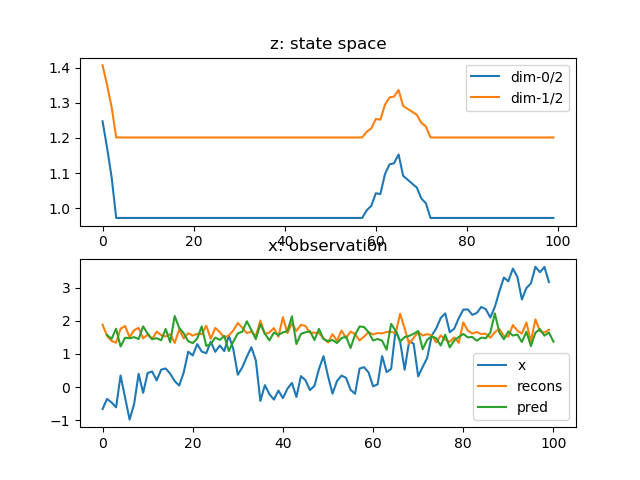 z: state space
1.4
1.3
1.2
1.1
1.0
dim-0/2
dim-1/2
0 20 40 60 80 100
x: observation
3
2
1
0
−1
x
recons
pred
0 20 40 60 80 100